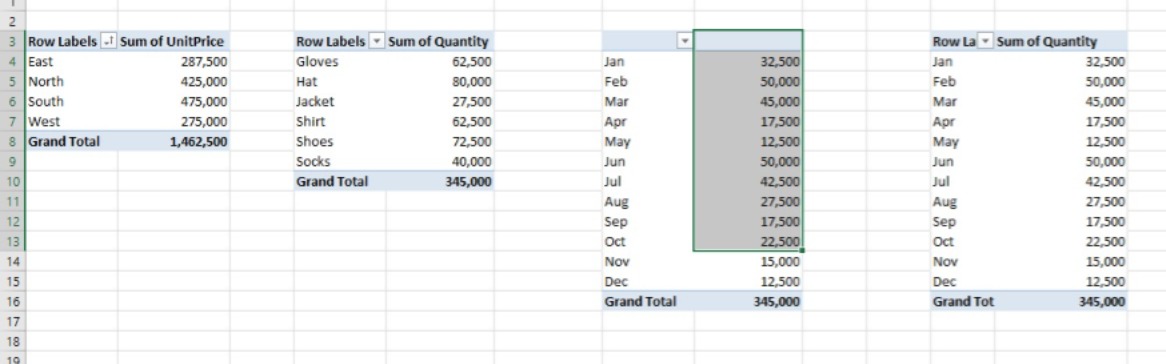 1
2
3 Row Labels Sum of UnitPrice Row Labels Sum of Quantity Row La Sum of Quantity
4 East 287,500 Gloves 62,500 Jan 32,500 Jan 32,500
5 North 425,000 Hat 80,000 Feb 50,000 Feb 50,000
6 South 475,000 Jacket 27,500 Mar 45,000 Mar 45,000
7 West 275,000 Shirt 62,500 Apr 17,500 Apr 17,500
8 Grand Total 1,462,500 Shoes 72,500 May 12,500 May 12,500
9 Socks 40,000 Jun 50,000 Jun 50,000
10 Grand Total 345,000 Jul 42,500 Jul 42,500
11 Aug 27,500 Aug 27,500
12 Sep 17,500 Sep 17,500
13 Oct 22,500 Oct 22,500
14 Nov 15,000 Nov 15,000
15 Dec 12,500 Dec 12,500
16 Grand Total 345,000 Grand Tot 345,000
17
18
19